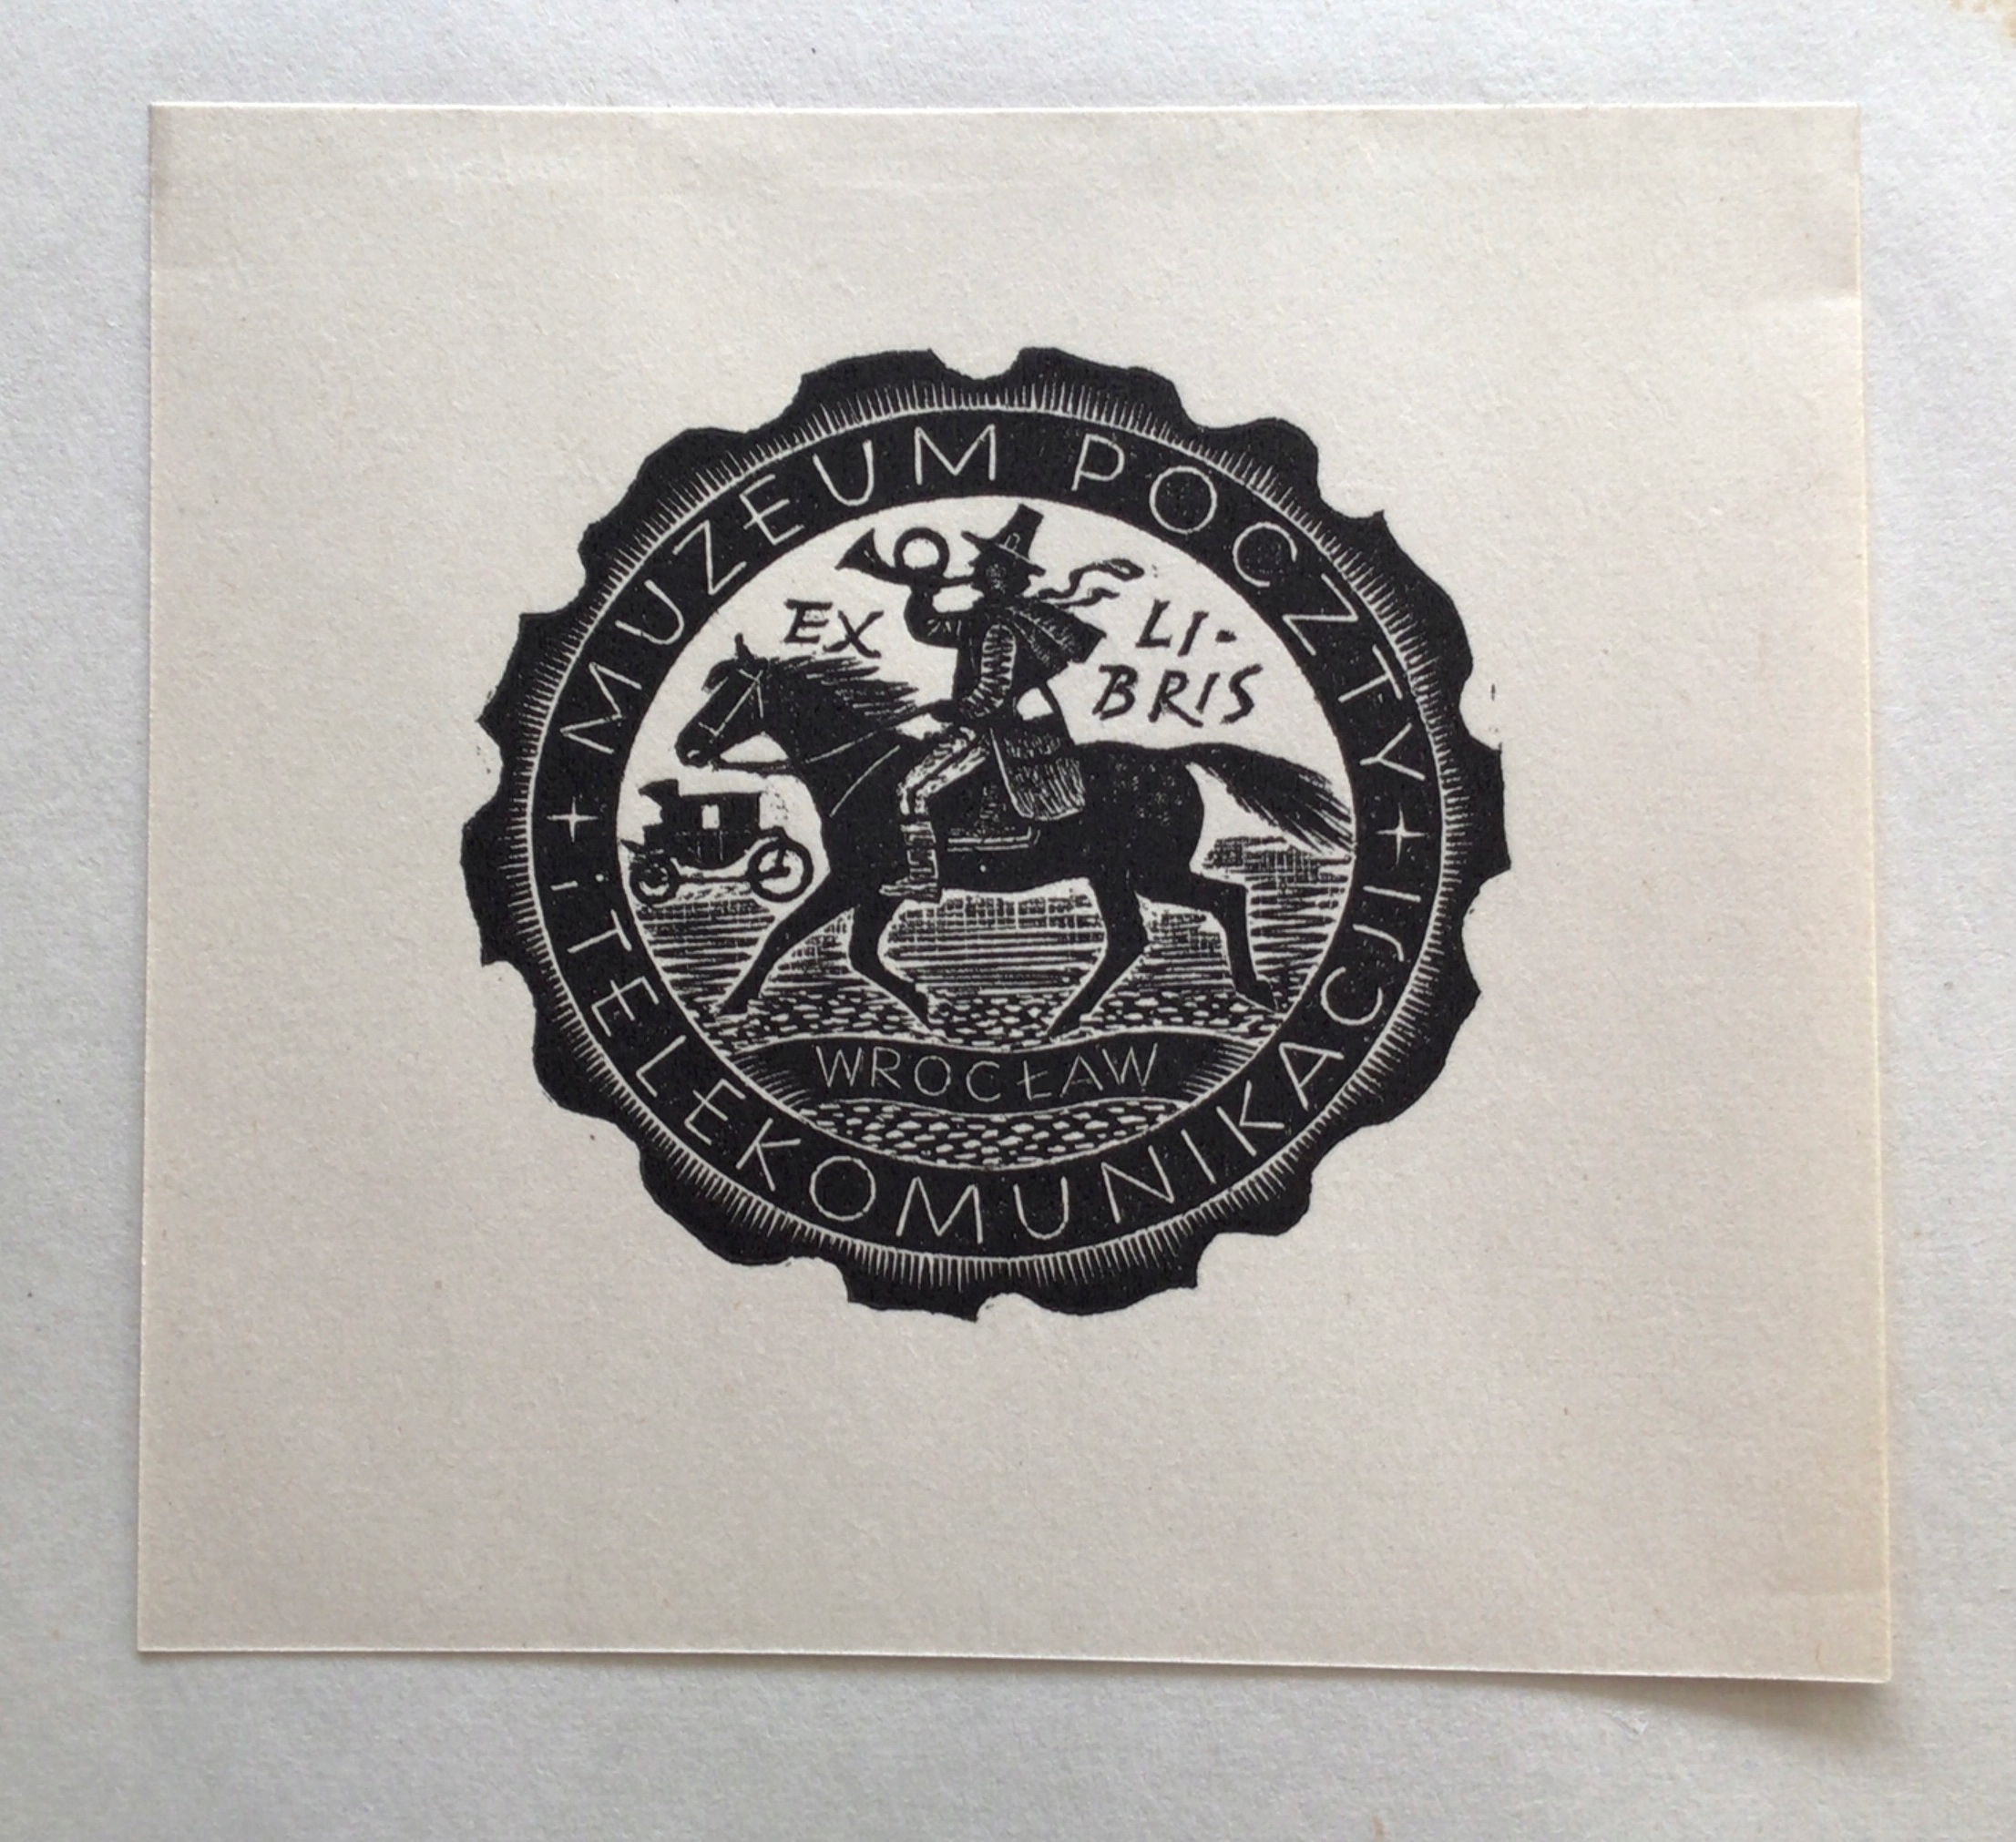 MUZEUM POCZTY
I TELEKOMUNIKACJI
EX LI-
BRIS
WROCŁAW